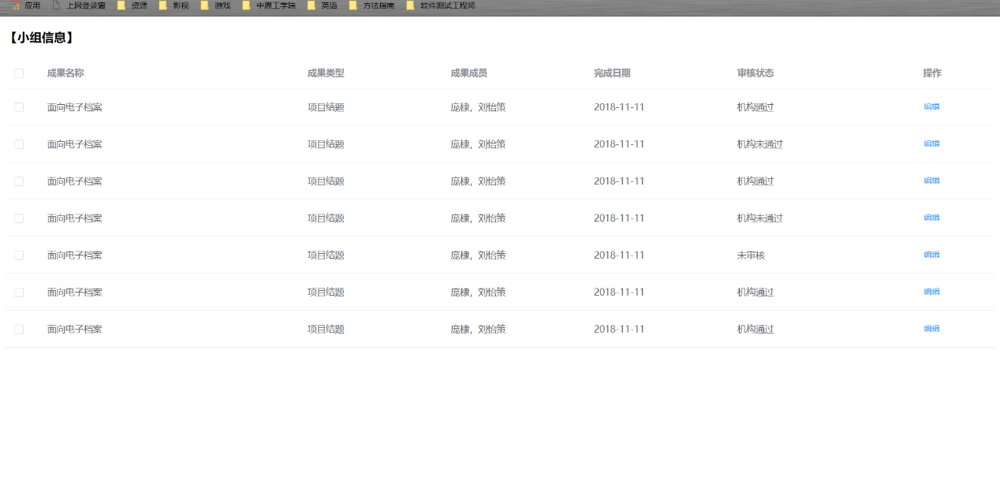 应用 上网登录窗 资源 影视 游戏 中原工学院 英语 方法指南 软件测试工程师
【小组信息】
成果名称 成果类型 成果成员 完成日期 审核状态 操作
面向电子档案 项目结题 庞棣，刘怡策 2018-11-11 机构通过 编辑
面向电子档案 项目结题 庞棣，刘怡策 2018-11-11 机构未通过 编辑
面向电子档案 项目结题 庞棣，刘怡策 2018-11-11 机构通过 编辑
面向电子档案 项目结题 庞棣，刘怡策 2018-11-11 机构未通过 编辑
面向电子档案 项目结题 庞棣，刘怡策 2018-11-11 未审核 编辑
面向电子档案 项目结题 庞棣，刘怡策 2018-11-11 机构通过 编辑
面向电子档案 项目结题 庞棣，刘怡策 2018-11-11 机构通过 编辑